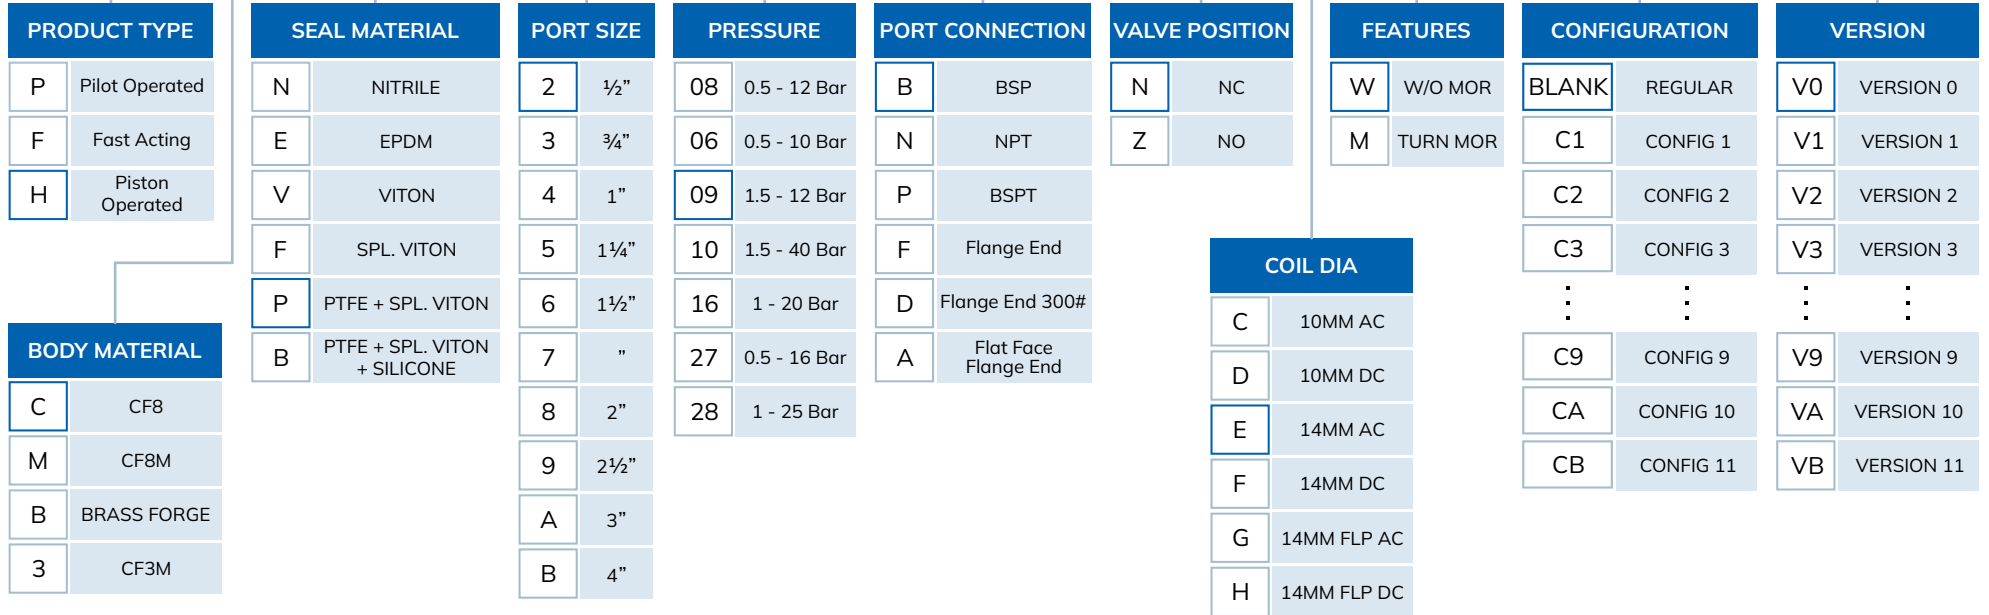 PRODUCT TYPE
P Pilot Operated
F Fast Acting
H Piston
Operated
BODY MATERIAL
C CF8
M CF8M
B BRASS FORGE
3 CF3M
SEAL MATERIAL
N NITRILE
E EPDM
V VITON
F SPL. VITON
P PTFE + SPL. VITON
B PTFE + SPL. VITON
+ SILICONE
PORT SIZE
2 ½”
3 ¾”
4 1”
5 1¼”
6 1½”
7 ”
8 2”
9 2½”
A 3”
B 4”
PRESSURE
08 0.5 - 12 Bar
06 0.5 - 10 Bar
09 1.5 - 12 Bar
10 1.5 - 40 Bar
16 1 - 20 Bar
27 0.5 - 16 Bar
28 1 - 25 Bar
PORT CONNECTION
B BSP
N NPT
P BSPT
F Flange End
D Flange End 300#
A Flat Face
Flange End
VALVE POSITION
N NC
Z NO
COIL DIA
C 10MM AC
D 10MM DC
E 14MM AC
F 14MM DC
G 14MM FLP AC
H 14MM FLP DC
FEATURES
W W/O MOR
M TURN MOR
CONFIGURATION
BLANK REGULAR
C1 CONFIG 1
C2 CONFIG 2
C3 CONFIG 3
C9 CONFIG 9
CA CONFIG 10
CB CONFIG 11
VERSION
V0 VERSION 0
V1 VERSION 1
V2 VERSION 2
V3 VERSION 3
V9 VERSION 9
VA VERSION 10
VB VERSION 11